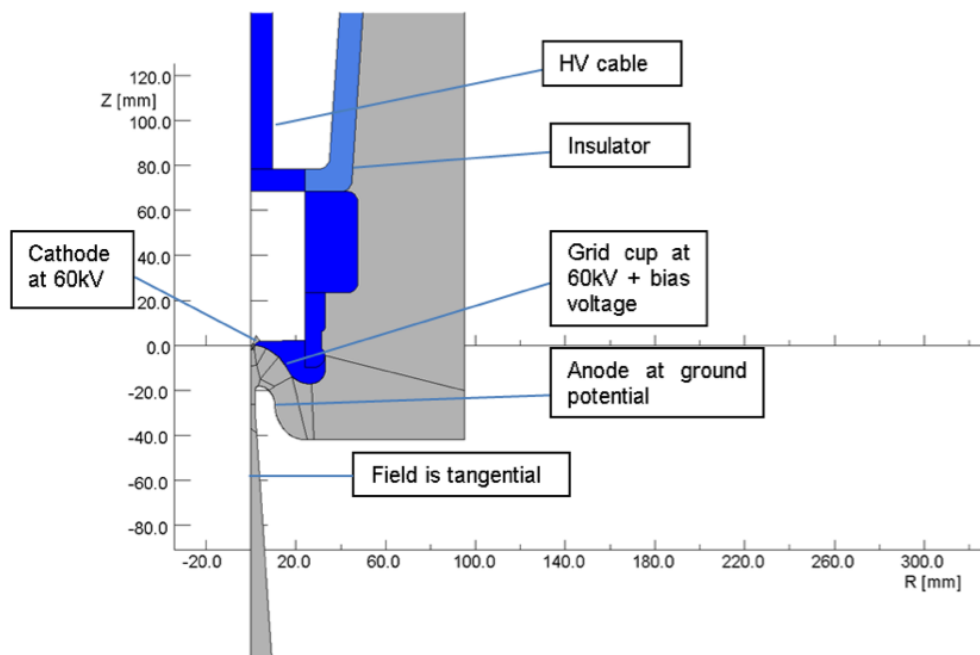 HV cable
120.0
Z [mm]
100.0
Insulator
80.0
60.0
Cathode
at 60kV
Grid cup at
60kV + bias
voltage
40.0
20.0
0.0
Anode at ground
potential
-20.0
-40.0
Field is tangential
-60.0
-80.0
-20.0 20.0 60.0 100.0 140.0 180.0 220.0 260.0 300.0
R [mm]